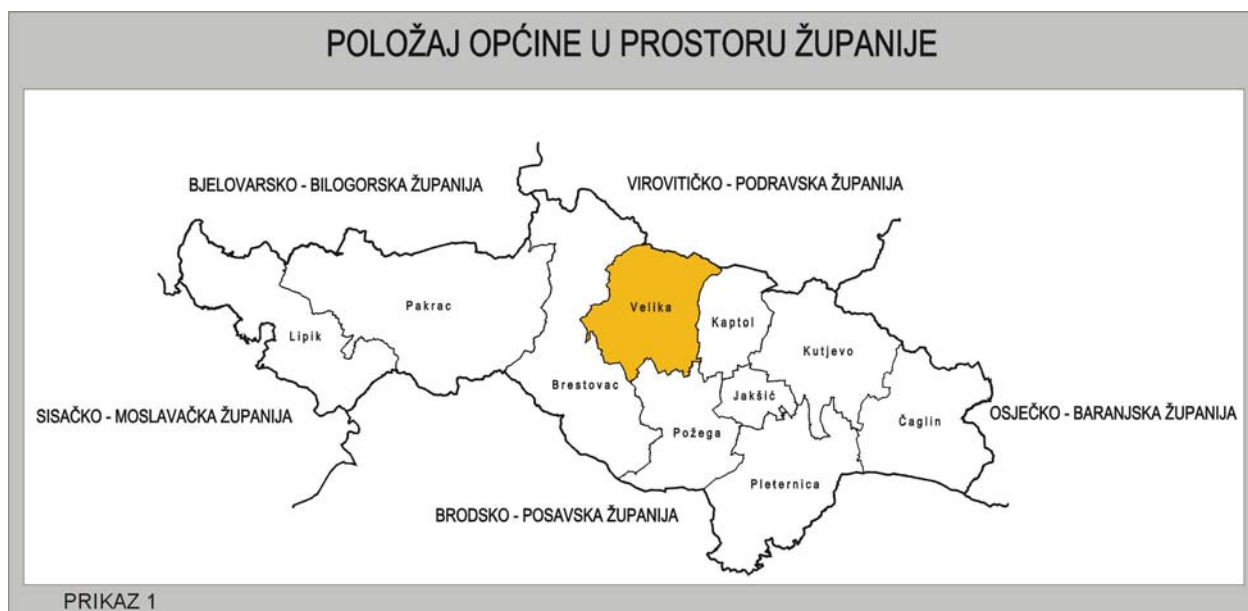 POLOŽAJ OPĆINE U PROSTORU ŽUPANIJE
BJELOVARSKO - BILOGORSKA ŽUPANIJA
VIROVITIČKO - PODRAVSKA ŽUPANIJA
Pakrac
Velika
Kaptol
Lipik
Kutjevo
Brestovac
Jakšić
SISAČKO - MOSLAVAČKA ŽUPANIJA
OSJEČKO - BARANJSKA ŽUPANIJA
Čaglin
Požega
Pleternica
BRODSKO - POSAVSKA ŽUPANIJA
PRIKAZ 1